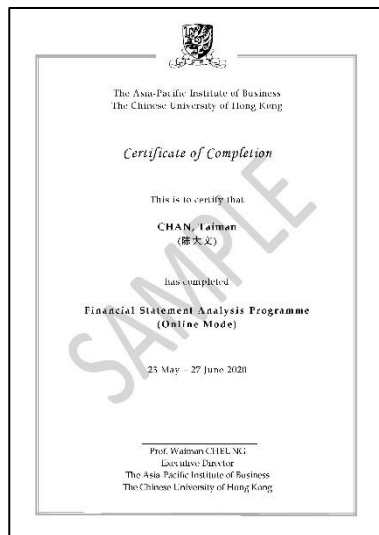 The Asia-Pacific Institute of Business
The Chinese University of Hong Kong
Certificate of Completion
This is to certify that
CHAN, Taiman
(陳大文)
has completed
Financial Statement Analysis Programme
(Online Mode)
23 May – 27 June 2020
SAMPLE
Prof. Waiman CHEUNG
Executive Director
The Asia-Pacific Institute of Business
The Chinese University of Hong Kong